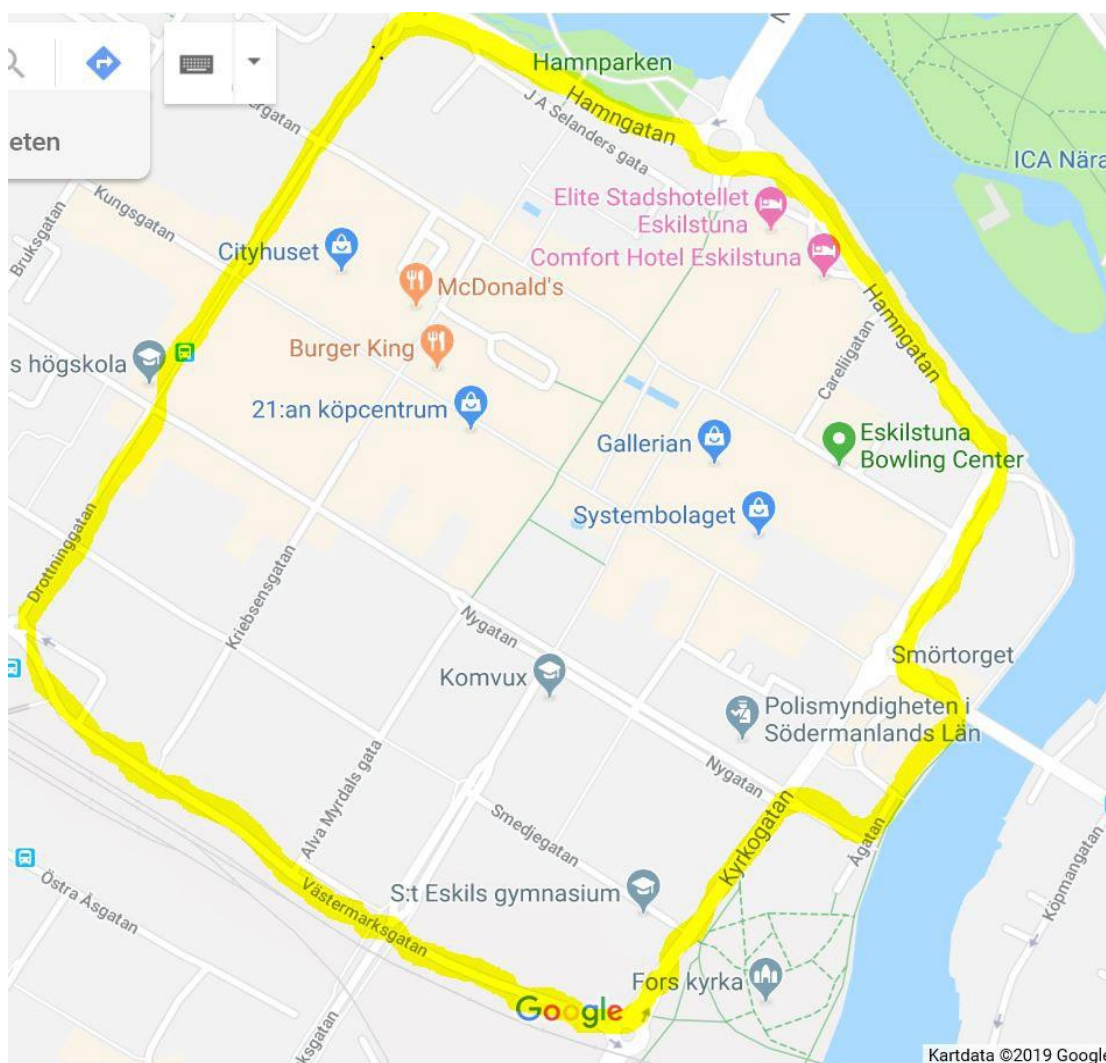 Hamnparken
Hamngatan
J A Selanders gata
eten
ICA Nära
Kungsgatan
Bruksgatan
Elite Stadshotellet
Eskilstuna
Cityhuset
Comfort Hotel Eskilstuna
McDonald's
Hamngatan
Burger King
s högskola
Carelligatan
21:an köpcentrum
Gallerian
Eskilstuna
Bowling Center
Systembolaget
Drottninggatan
Kriebsensgatan
Nygatan
Smörtorget
Komvux
Polismyndigheten i
Södermanlands Län
Nygatan
Alva Myrdals gata
Smedjegatan
Kyrkogatan
Ågatan
Östra Åsgatan
Västermarksgatan
S:t Eskils gymnasium
Köpmangatan
Fors kyrka
Google
Kartdata ©2019 Google